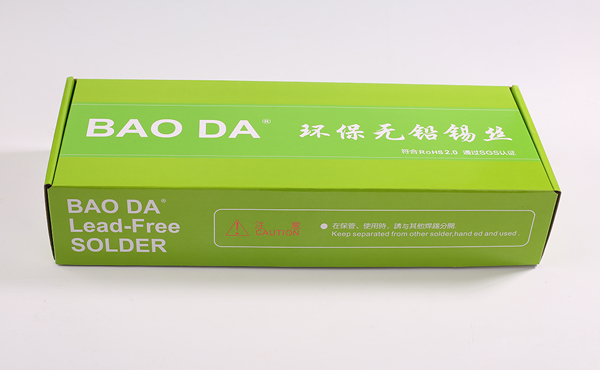 BAO DA®
环保无铅锡丝
符合RoHS2.0 通过SGS认证
BAO DA®
Lead-Free
SOLDER
注意
CAUSION
在保管、使用時、請与其他焊錫分開.
Keep separated from other solder,hand ed and used .